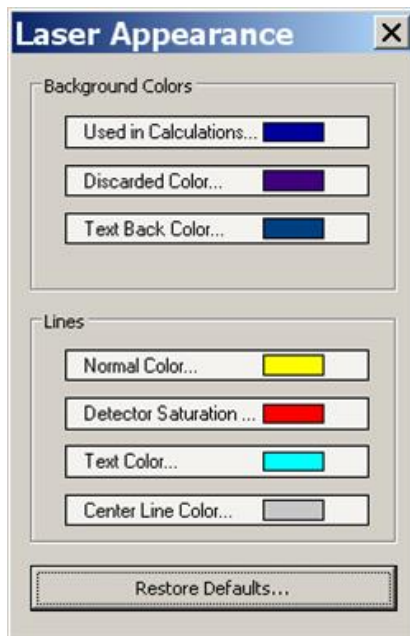 Laser Appearance
Background Colors
Used in Calculations...
Discarded Color...
Text Back Color...
Lines
Normal Color...
Detector Saturation ...
Text Color...
Center Line Color...
Restore Defaults...